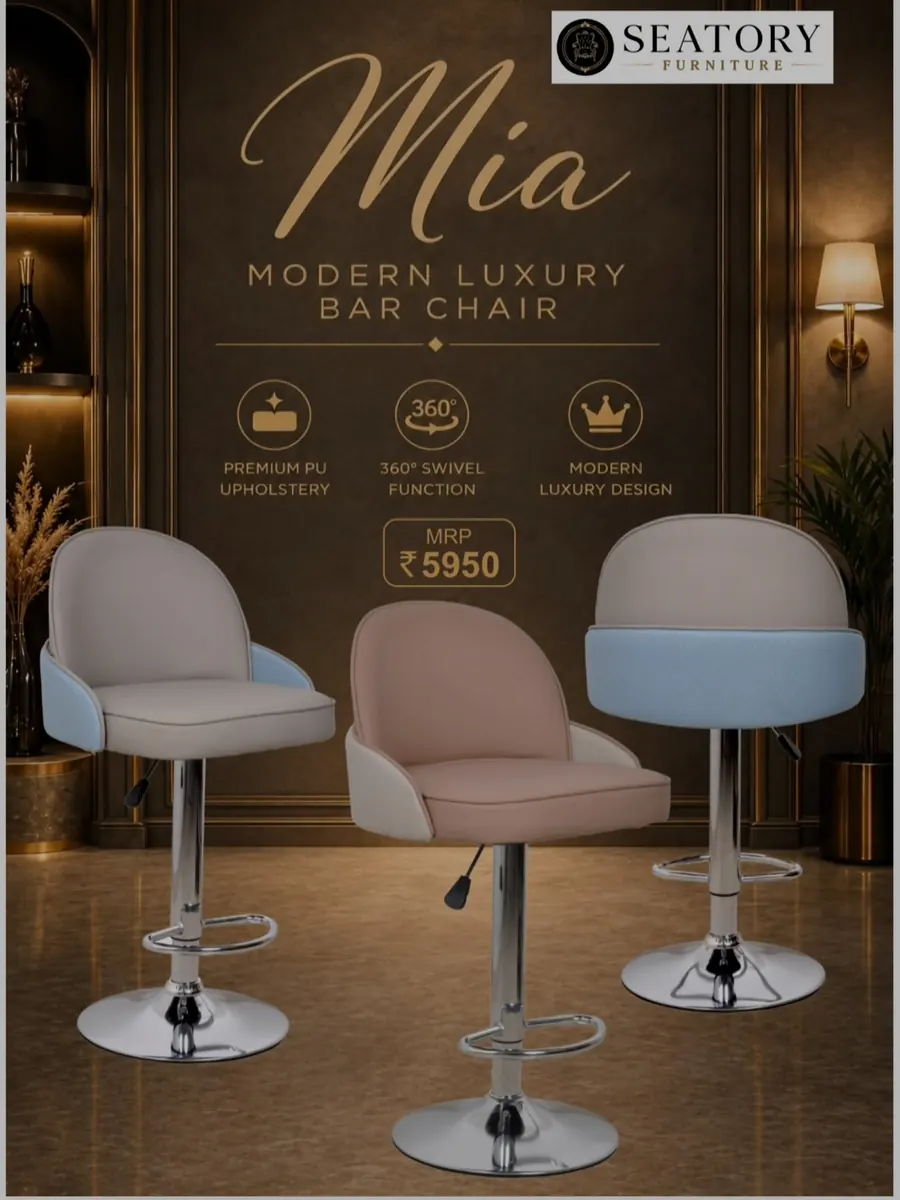 SEATORY
FURNITURE
Mia
MODERN LUXURY
BAR CHAIR
PREMIUM PU
UPHOLSTERY
360°
360° SWIVEL
FUNCTION
MODERN
LUXURY DESIGN
MRP
₹5950